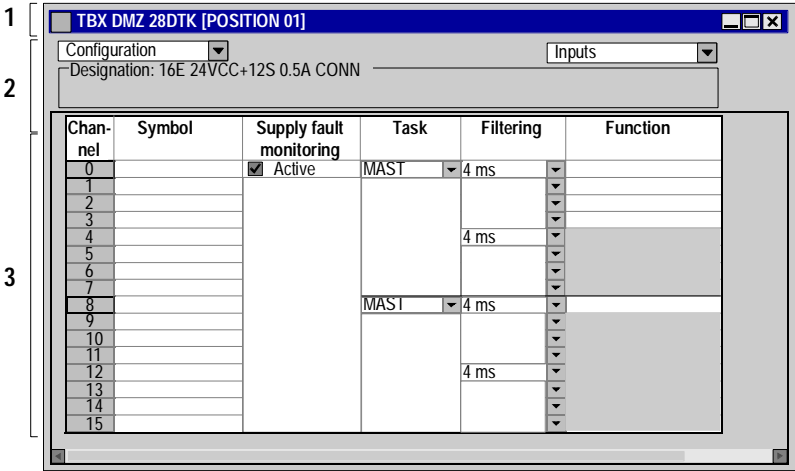 1
TBX DMZ 28DTK [POSITION 01]
2
Configuration
Inputs
Designation: 16E 24VCC+12S 0.5A CONN
3
Chan-nel Symbol Supply fault monitoring Task Filtering Function
0 Active MAST 4 ms
1
2
3
4 4 ms
5
6
7
8 MAST 4 ms
9
10
11
12 4 ms
13
14
15